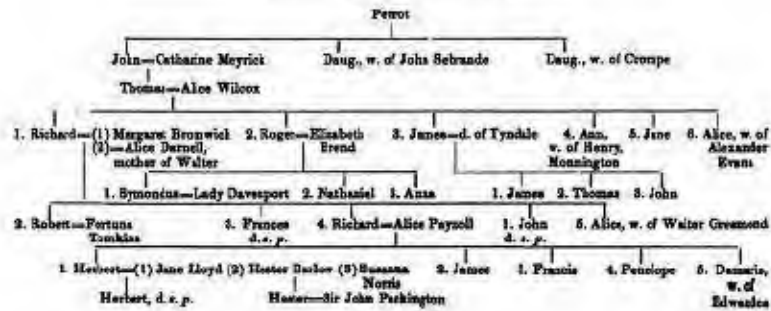 Perrot
John=Catharine Meyrick Daug., w. of John Sebrande Daug., w. of Crompe
Thomas=Alice Wilcox
1. Richard=(1) Margaret Bromwick 2. Roger=Elizabeth 3. James=d. of Tyndale 4. Ann, 5. Jane 6. Alice, w. of
(2)=Alice Darnell, Brend w. of Henry, Alexander
mother of Walter Monnington Evans
1. Symondus=Lady Davenport 2. Nathaniel 3. Anna 1. James 2. Thomas 3. John
2. Robert=Fortuna 3. Frances 4. Richard=Alice Paynoll 1. John 5. Alice, w. of Walter Greamond
Tomkins d. s. p. d. s. p.
1. Herbert=(1) Jane Lloyd (2) Hester Barlow (3) Susanna 2. James 3. Francis 4. Penelope 5. Damaris,
Norris w. of
Herbert, d. s. p. Hester=Sir John Packington Edwardes